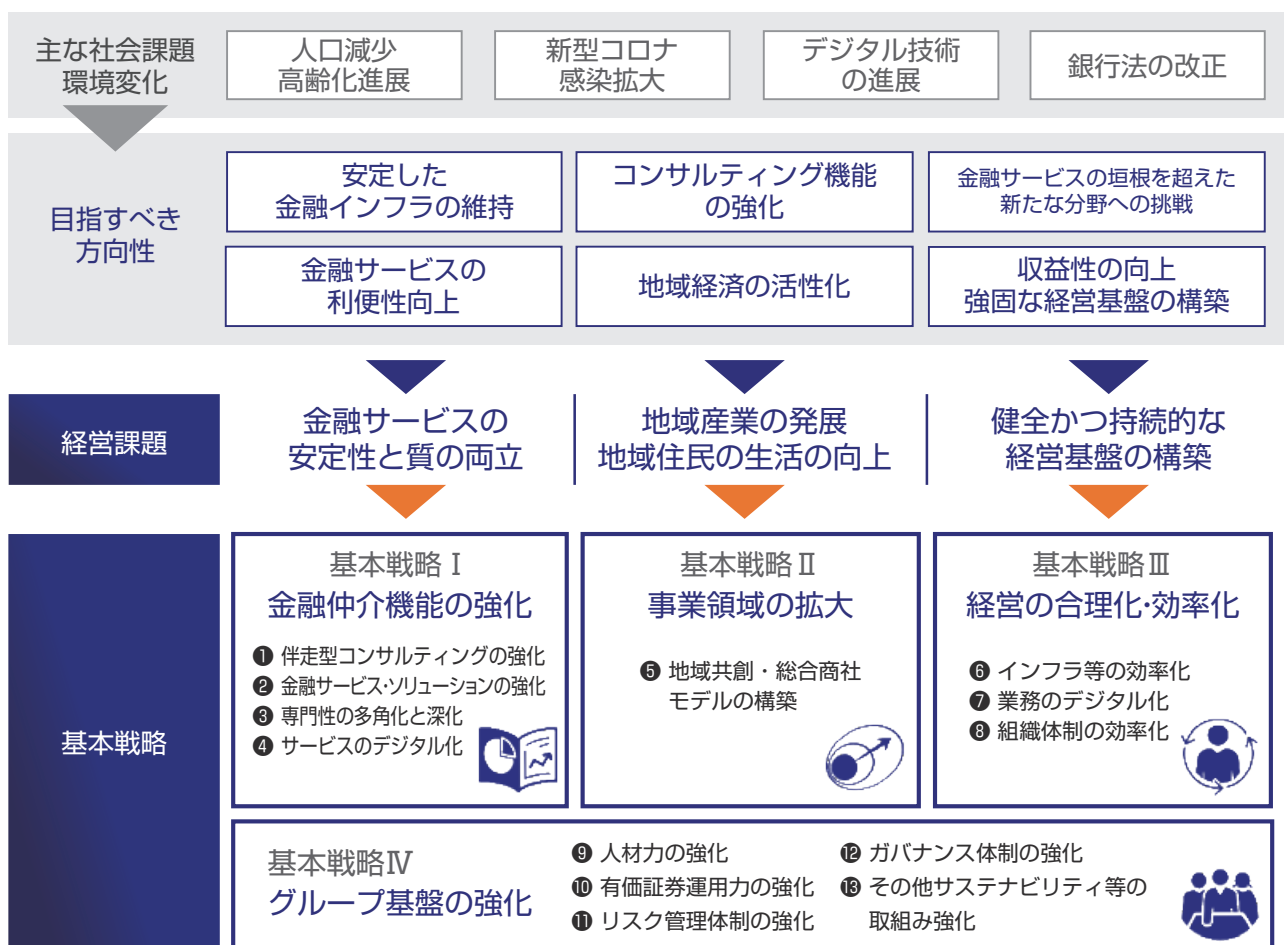 主な社会課題
環境変化
人口減少
高齢化進展
新型コロナ
感染拡大
デジタル技術
の進展
銀行法の改正
目指すべき
方向性
安定した
金融インフラの維持
コンサルティング機能
の強化
金融サービスの垣根を超えた
新たな分野への挑戦
金融サービスの
利便性向上
地域経済の活性化
収益性の向上
強固な経営基盤の構築
経営課題
金融サービスの
安定性と質の両立
地域産業の発展
地域住民の生活の向上
健全かつ持続的な
経営基盤の構築
基本戦略
基本戦略Ⅰ
金融仲介機能の強化
❶ 伴走型コンサルティングの強化
❷ 金融サービス・ソリューションの強化
❸ 専門性の多角化と深化
❹ サービスのデジタル化
基本戦略Ⅱ
事業領域の拡大
❺ 地域共創・総合商社
モデルの構築
基本戦略Ⅲ
経営の合理化・効率化
❻ インフラ等の効率化
❼ 業務のデジタル化
❽ 組織体制の効率化
基本戦略Ⅳ
グループ基盤の強化
❾ 人材力の強化
❿ 有価証券運用力の強化
⓫ リスク管理体制の強化
⓬ ガバナンス体制の強化
⓭ その他サステナビリティ等の
取組み強化